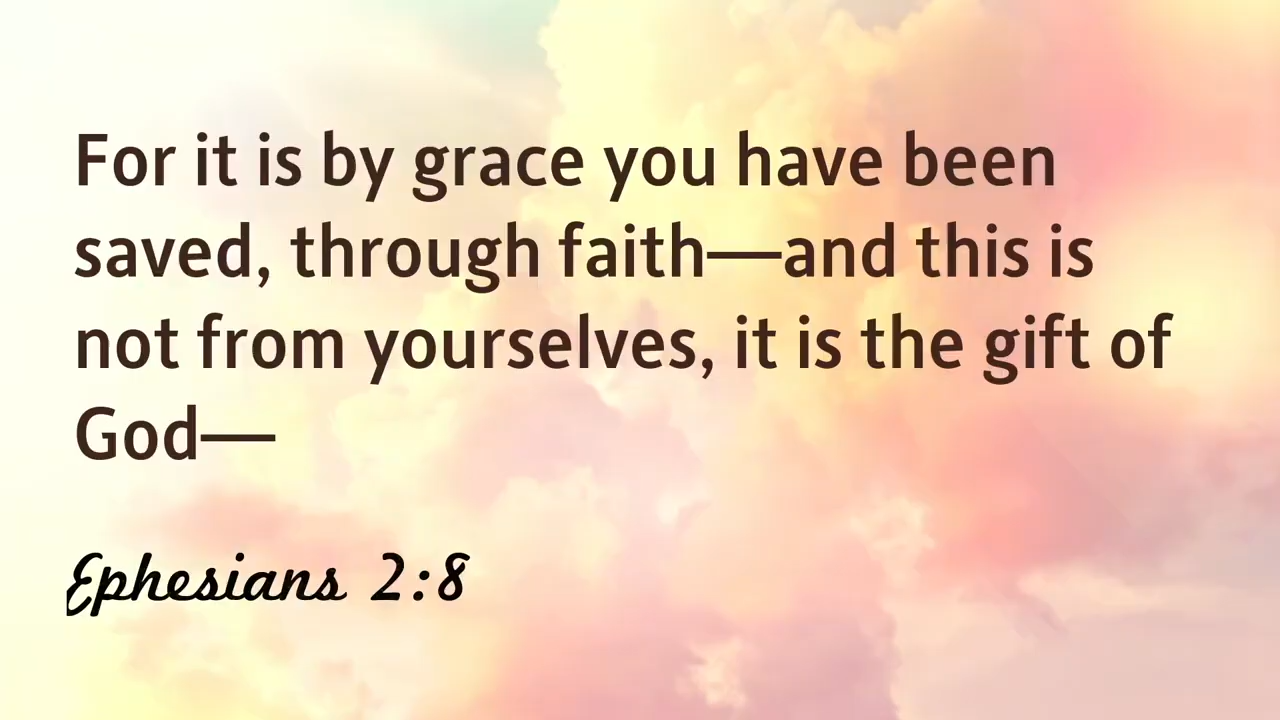 For it is by grace you have been
saved, through faith—and this is
not from yourselves, it is the gift of
God—
Ephesians 2:8